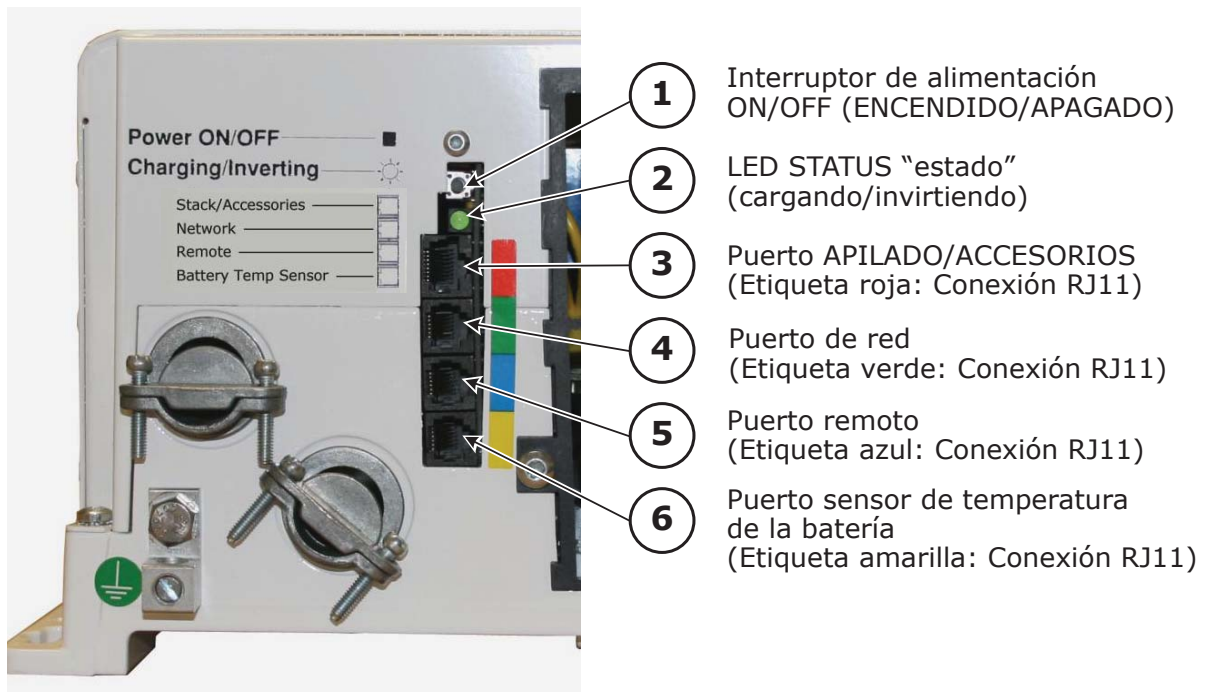 Power ON/OFF
Charging/Inverting
Stack/Accessories
Network
Remote
Battery Temp Sensor
1
Interruptor de alimentación
ON/OFF (ENCENDIDO/APAGADO)
2
LED STATUS “estado”
(cargando/invirtiendo)
3
Puerto APILADO/ACCESORIOS
(Etiqueta roja: Conexión RJ11)
4
Puerto de red
(Etiqueta verde: Conexión RJ11)
5
Puerto remoto
(Etiqueta azul: Conexión RJ11)
6
Puerto sensor de temperatura
de la batería
(Etiqueta amarilla: Conexión RJ11)